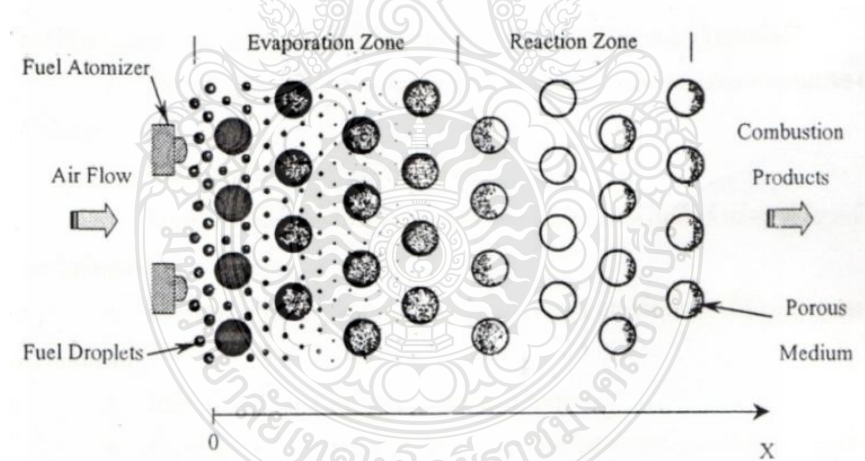 Evaporation Zone
Reaction Zone
Fuel Atomizer
Air Flow
Combustion
Products
Fuel Droplets
Porous
Medium
0
X